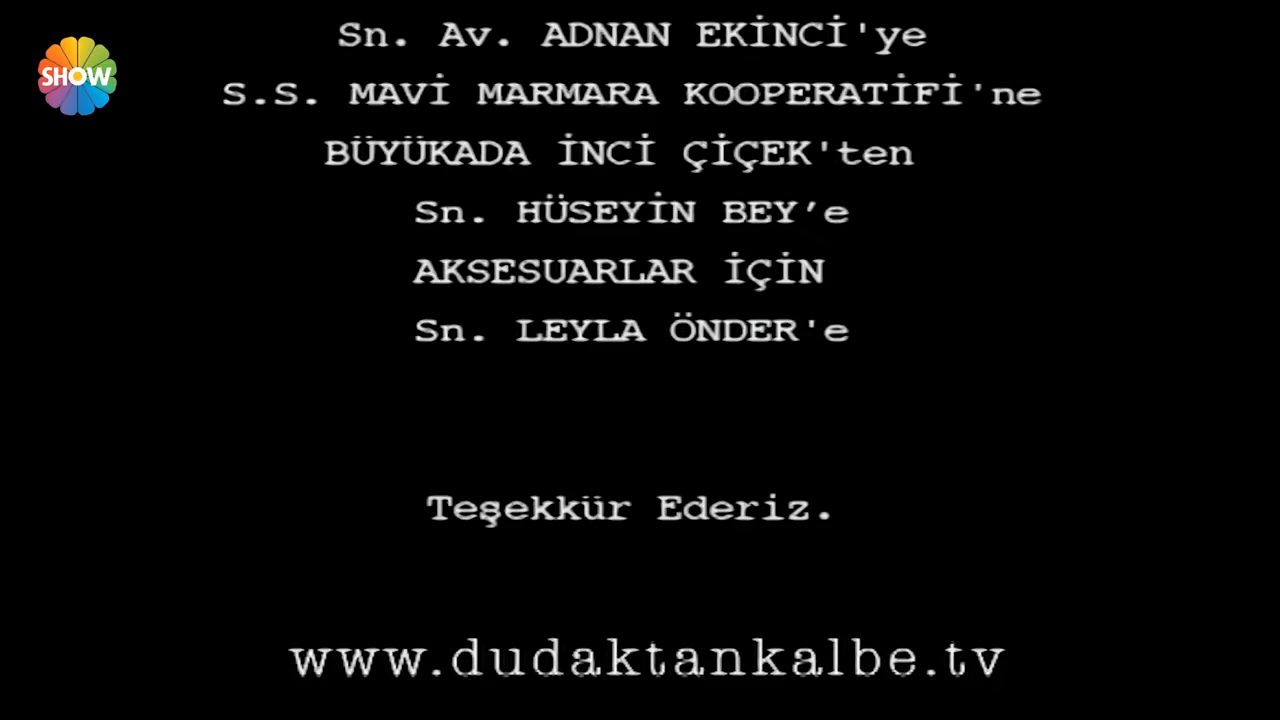 SHOW
Sn. Av. ADNAN EKİNCİ'ye
S.S. MAVİ MARMARA KOOPERATİFİ'ne
BÜYÜKADA İNCİ ÇİÇEK'ten
Sn. HÜSEYİN BEY’e
AKSESUARLAR İÇİN
Sn. LEYLA ÖNDER'e
Teşekkür Ederiz.
www.dudaktankalbe.tv